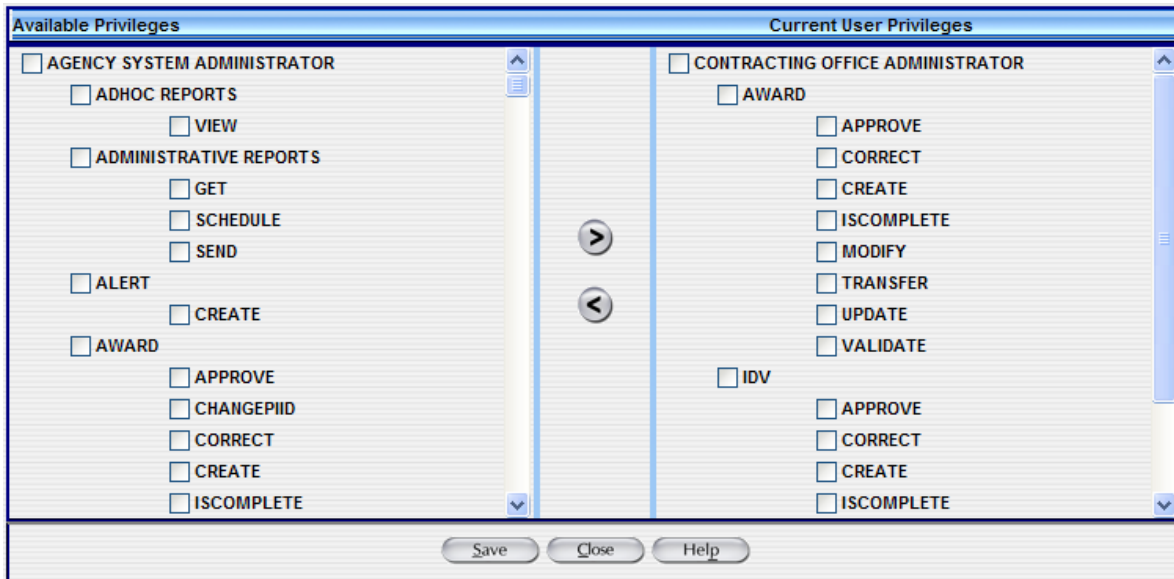 Available Privileges
Current User Privileges
AGENCY SYSTEM ADMINISTRATOR
ADHOC REPORTS
VIEW
ADMINISTRATIVE REPORTS
GET
SCHEDULE
SEND
ALERT
CREATE
AWARD
APPROVE
CHANGEPIID
CORRECT
CREATE
ISCOMPLETE
>
<
CONTRACTING OFFICE ADMINISTRATOR
AWARD
APPROVE
CORRECT
CREATE
ISCOMPLETE
MODIFY
TRANSFER
UPDATE
VALIDATE
IDV
APPROVE
CORRECT
CREATE
ISCOMPLETE
Save
Close
Help